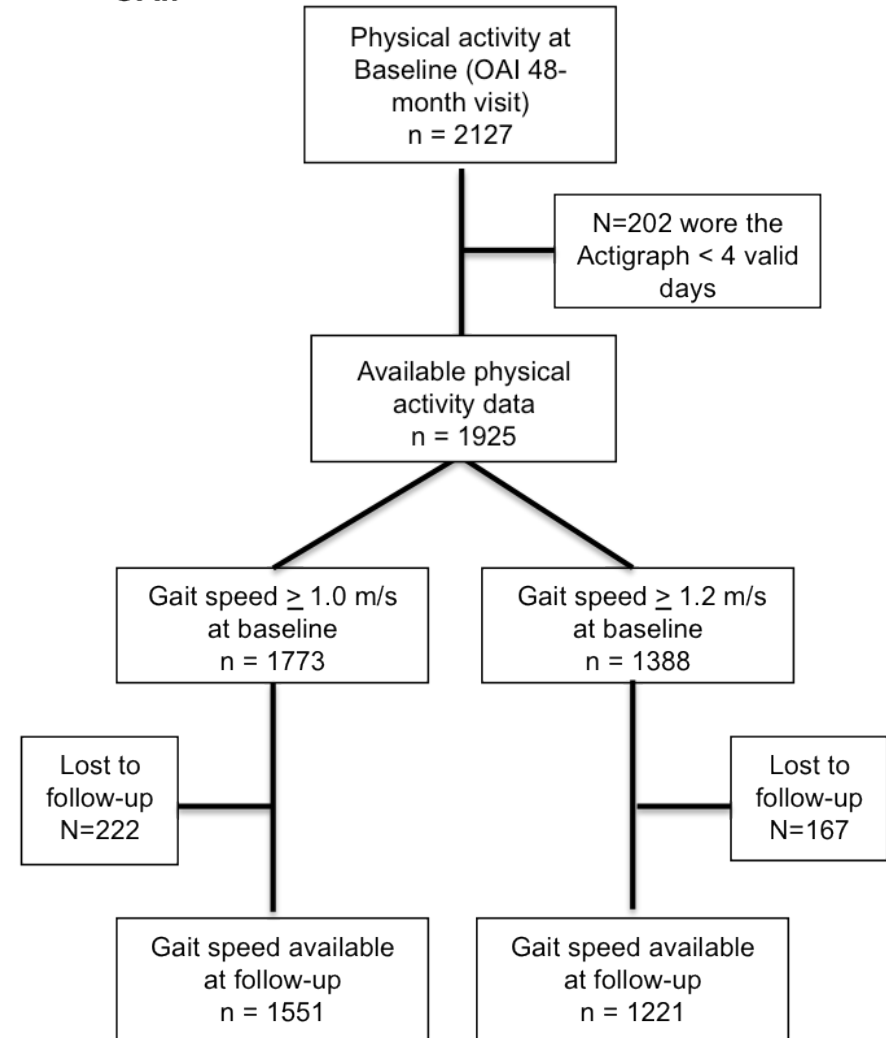 Physical activity at
Baseline (OAI 48-
month visit)
n = 2127
N=202 wore the
Actigraph < 4 valid
days
Available physical
activity data
n = 1925
Gait speed ≥ 1.0 m/s
at baseline
n = 1773
Gait speed ≥ 1.2 m/s
at baseline
n = 1388
Lost to
follow-up
N=222
Lost to
follow-up
N=167
Gait speed available
at follow-up
n = 1551
Gait speed available
at follow-up
n = 1221